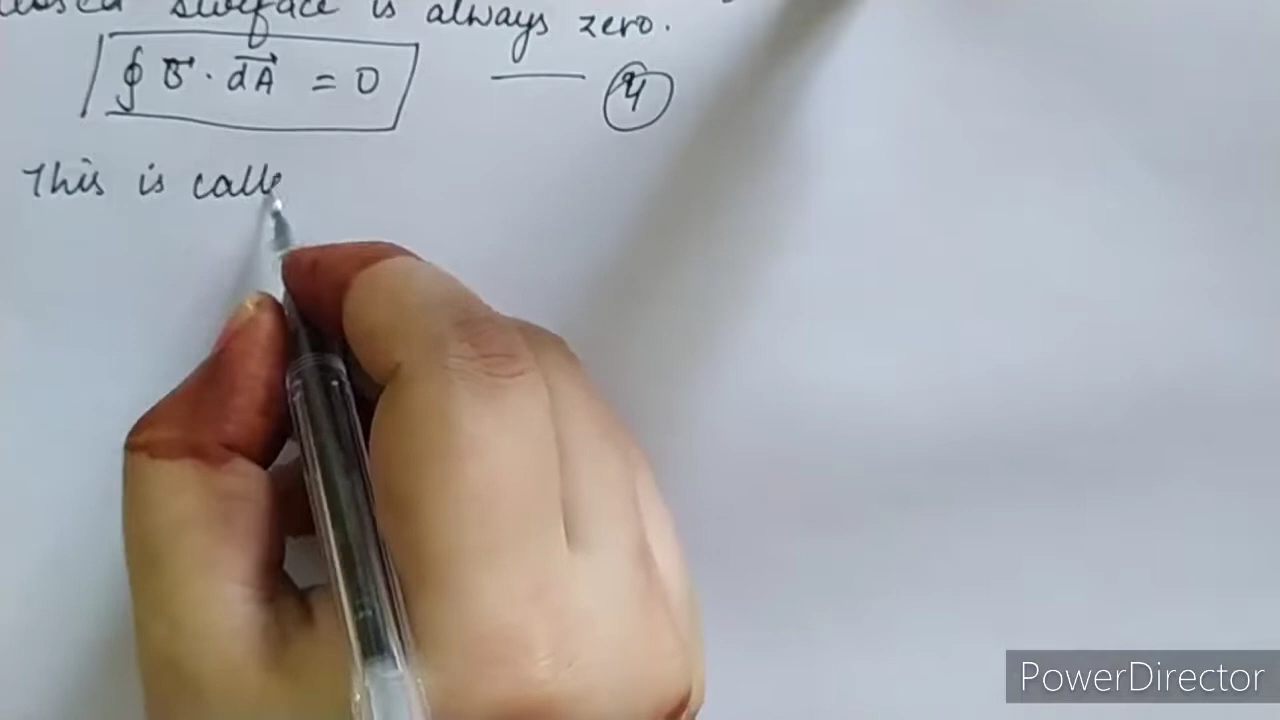 surface is always zero.
∮ B⃗ · dA⃗ = 0 —— (4)
This is calle
PowerDirector